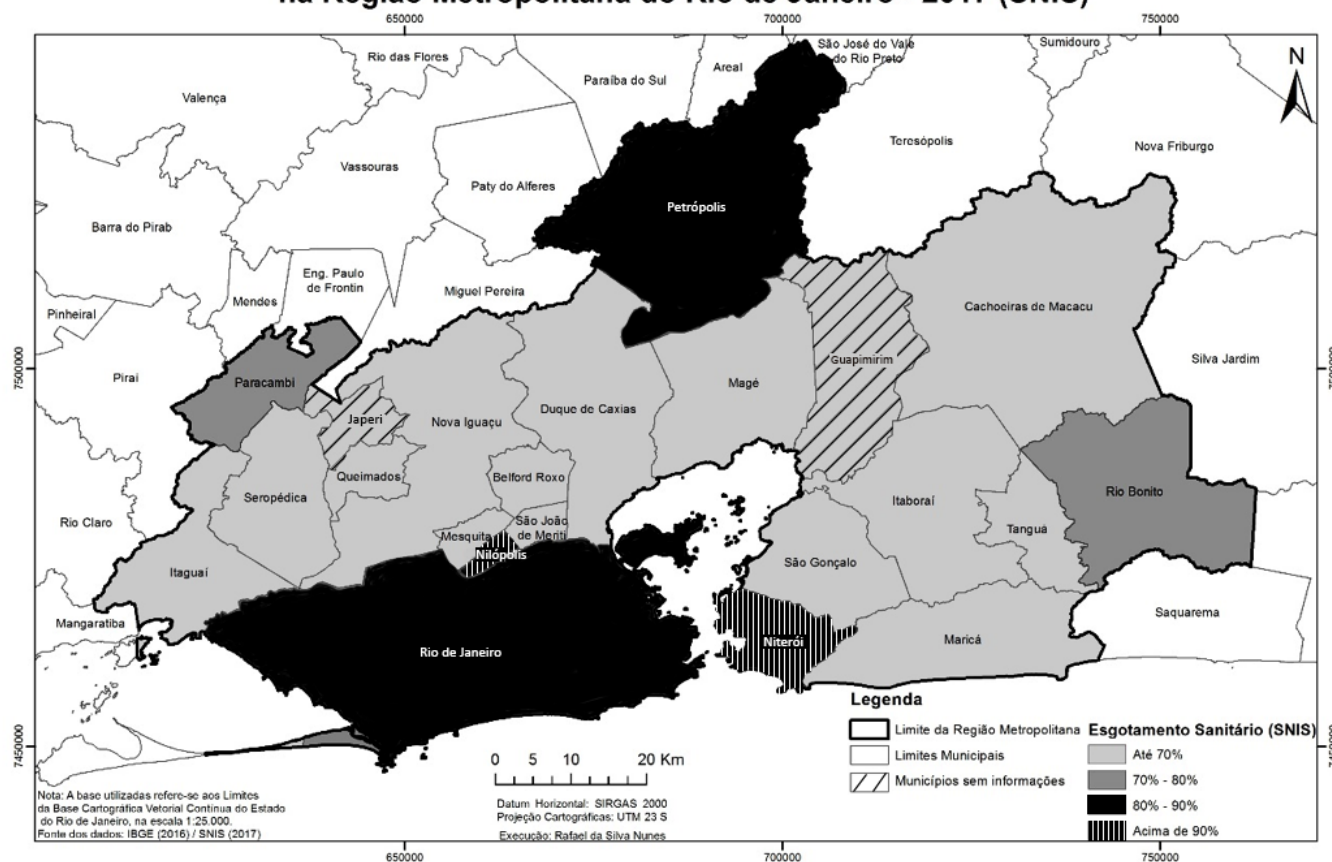 na Região Metropolitana do Rio de Janeiro - 2017 (SNIS)
650000
700000
750000
Rio das Flores
São José do Vale
do Rio Preto
Sumidouro
Areal
Paraíba do Sul
Valença
N
Teresópolis
Nova Friburgo
Vassouras
Paty do Alferes
Petrópolis
Barra do Pirab
Eng. Paulo
de Frontin
Mendes
Miguel Pereira
Cachoeiras de Macacu
Pinheiral
Silva Jardim
Guapimirim
7500000
Piraí
Paracambi
Magé
Duque de Caxias
Japeri
Nova Iguaçu
Queimados
Belford Roxo
Seropédica
Rio Bonito
Itaboraí
Rio Claro
São João
de Meriti
Mesquita
Tanguá
Nilópolis
São Gonçalo
Itaguaí
Saquarema
Mangaratiba
Niterói
Maricá
Rio de Janeiro
Legenda
Limite da Região Metropolitana
Limites Municipais
Municípios sem informações
Esgotamento Sanitário (SNIS)
Até 70%
70% - 80%
80% - 90%
Acima de 90%
7450000
0 5 10 20 Km
Datum Horizontal: SIRGAS 2000
Projeção Cartográficas: UTM 23 S
Execução: Rafael da Silva Nunes
Nota: A base utilizadas refere-se aos Limites
da Base Cartográfica Vetorial Contínua do Estado
do Rio de Janeiro, na escala 1:25.000.
Fonte dos dados: IBGE (2016) / SNIS (2017)
650000
700000
750000